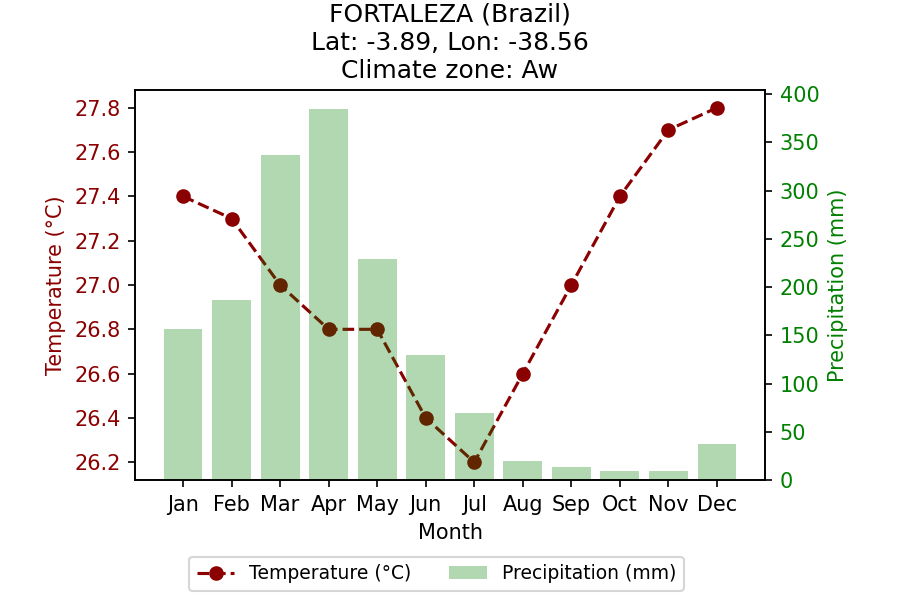 FORTALEZA (Brazil)
Lat: -3.89, Lon: -38.56
Climate zone: Aw
Temperature (°C)
27.8
27.6
27.4
27.2
27.0
26.8
26.6
26.4
26.2
400
350
300
250
200
150
100
50
0
Precipitation (mm)
Jan Feb Mar Apr May Jun Jul Aug Sep Oct Nov Dec
Month
Temperature (°C) Precipitation (mm)